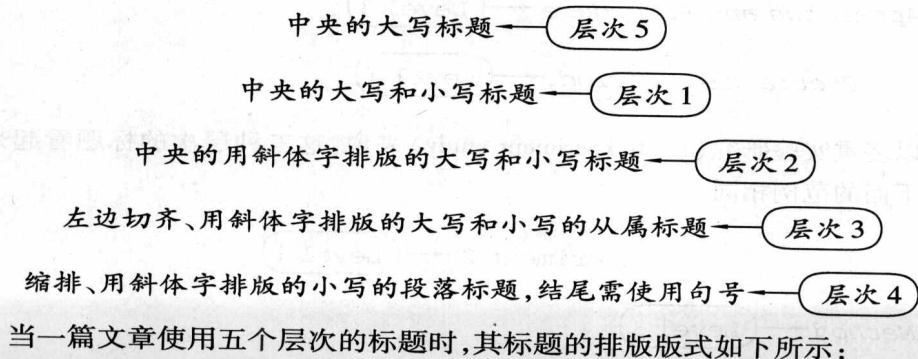 中央的大写标题 层次5
中央的大写和小写标题 层次1
中央的用斜体字排版的大写和小写标题 层次2
左边切齐、用斜体字排版的大写和小写的从属标题 层次3
缩排、用斜体字排版的小写的段落标题,结尾需使用句号 层次4
当一篇文章使用五个层次的标题时,其标题的排版版式如下所示: